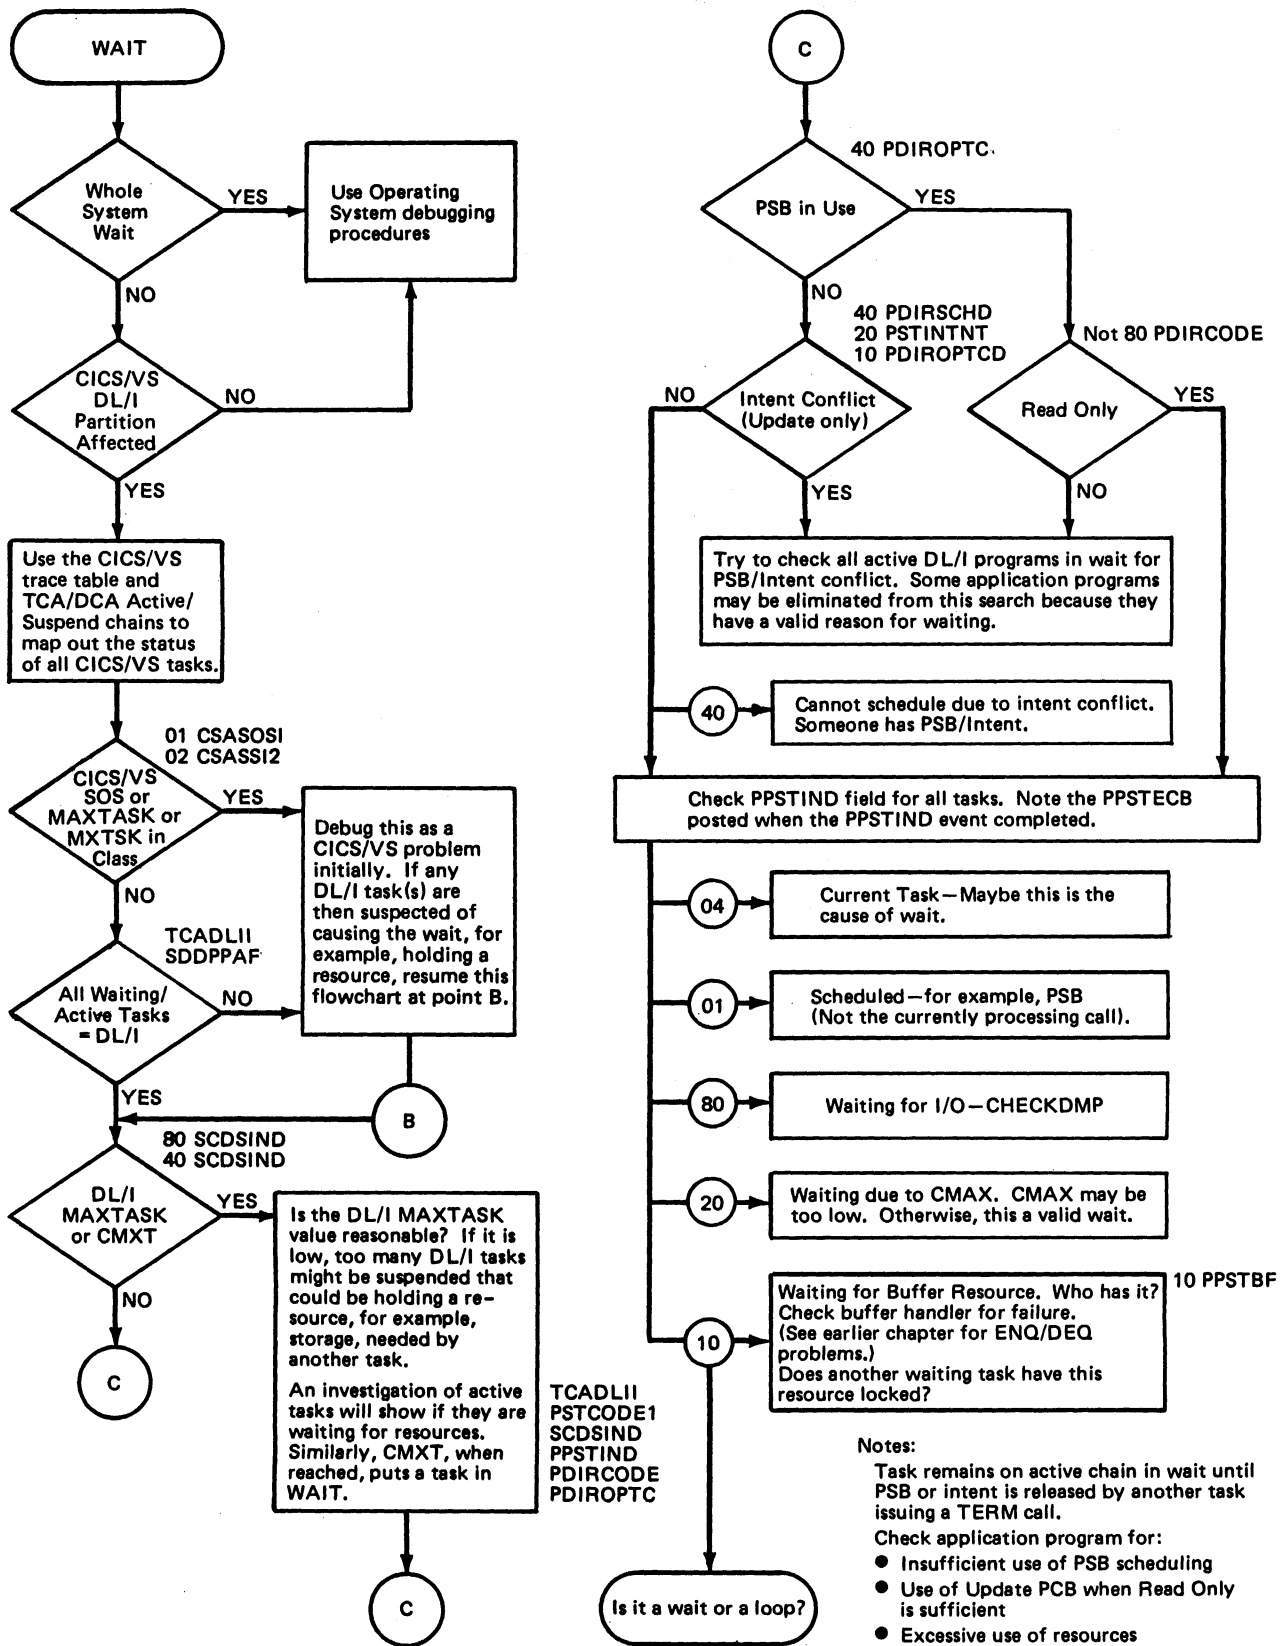 WAIT
Whole
System
Wait
YES
Use Operating
System debugging
procedures
NO
CICS/VS
DL/I
Partition
Affected
NO
YES
Use the CICS/VS
trace table and
TCA/DCA Active/
Suspend chains to
map out the status
of all CICS/VS tasks.
01 CSASOSI
02 CSASSI2
CICS/VS
SOS or
MAXTASK or
MXTSK in
Class
YES
NO
Debug this as a
CICS/VS problem
initially. If any
DL/I task(s) are
then suspected of
causing the wait, for
example, holding a
resource, resume this
flowchart at point B.
TCADLII
SDDPPAF
All Waiting/
Active Tasks
= DL/I
NO
YES
B
80 SCDSIND
40 SCDSIND
DL/I
MAXTASK
or CMXT
YES
NO
C
Is the DL/I MAXTASK
value reasonable? If it is
low, too many DL/I tasks
might be suspended that
could be holding a re-
source, for example,
storage, needed by
another task.
An investigation of active
tasks will show if they are
waiting for resources.
Similarly, CMXT, when
reached, puts a task in
WAIT.
TCADLII
PSTCODE1
SCDSIND
PPSTIND
PDIRCODE
PDIROPTC
C
C
40 PDIROPTC
PSB in Use
YES
NO
40 PDIRSCHD
20 PSTINTNT
10 PDIROPTCD
Not 80 PDIRCODE
NO
Intent Conflict
(Update only)
Read Only
YES
YES
NO
Try to check all active DL/I programs in wait for
PSB/Intent conflict. Some application programs
may be eliminated from this search because they
have a valid reason for waiting.
40
Cannot schedule due to intent conflict.
Someone has PSB/Intent.
Check PPSTIND field for all tasks. Note the PPSTECB
posted when the PPSTIND event completed.
04
Current Task—Maybe this is the
cause of wait.
01
Scheduled—for example, PSB
(Not the currently processing call).
80
Waiting for I/O—CHECKDMP
20
Waiting due to CMAX. CMAX may be
too low. Otherwise, this a valid wait.
10
Waiting for Buffer Resource. Who has it?
Check buffer handler for failure.
(See earlier chapter for ENQ/DEQ
problems.)
Does another waiting task have this
resource locked?
10 PPSTBF
Is it a wait or a loop?
Notes:
Task remains on active chain in wait until
PSB or intent is released by another task
issuing a TERM call.
Check application program for:
● Insufficient use of PSB scheduling
● Use of Update PCB when Read Only
is sufficient
● Excessive use of resources